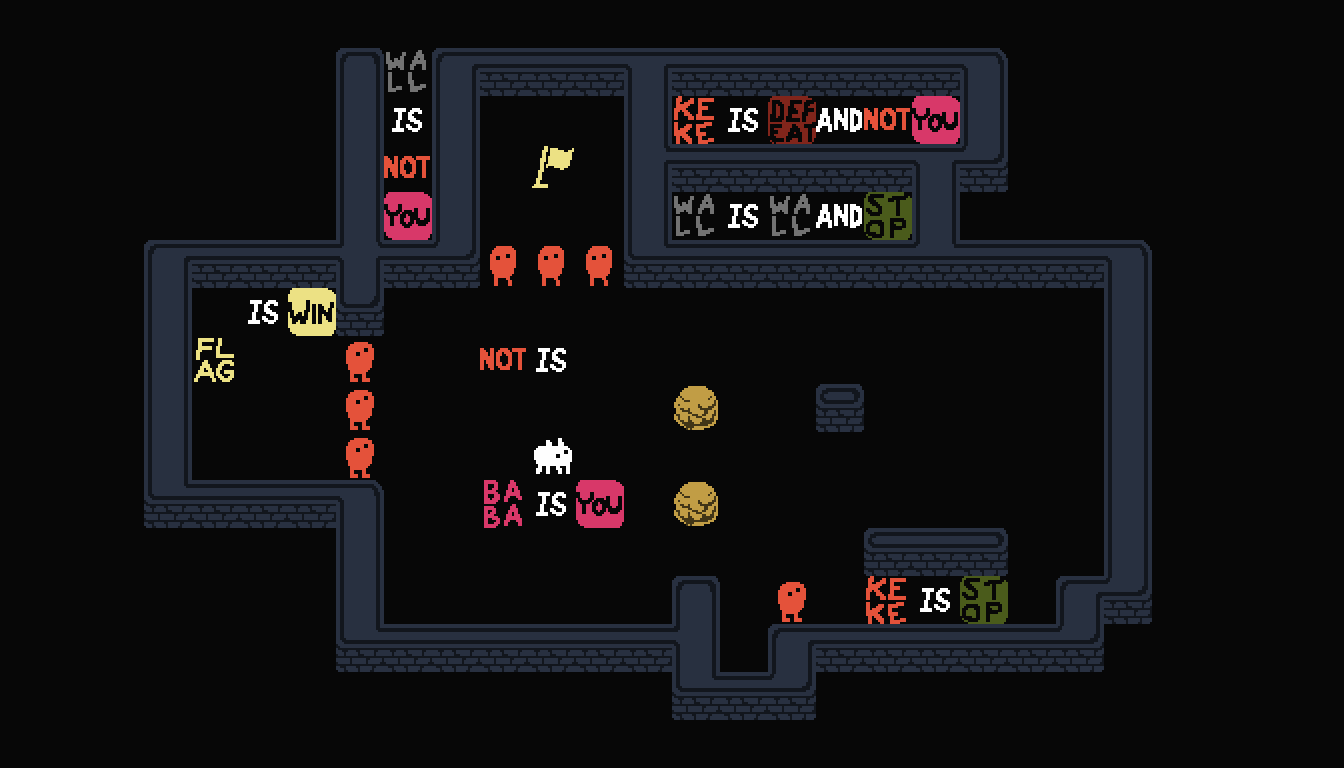 WALL
IS
NOT
YOU
KEKE IS DEFEAT AND NOT YOU
WALL IS WALL AND STOP
IS WIN
FLAG
NOT IS
BABA IS YOU
KEKE IS STOP